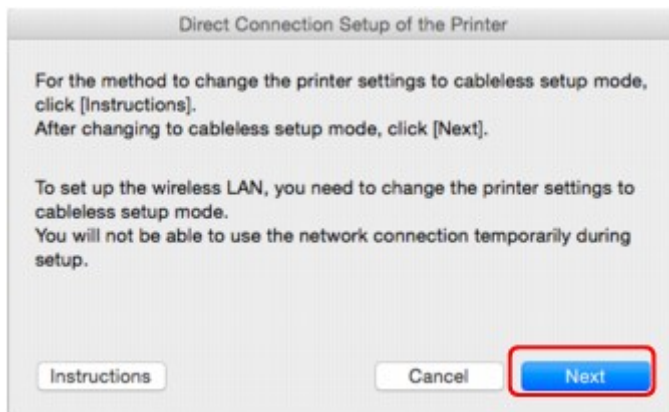 Direct Connection Setup of the Printer
For the method to change the printer settings to cableless setup mode,
click [Instructions].
After changing to cableless setup mode, click [Next].
To set up the wireless LAN, you need to change the printer settings to
cableless setup mode.
You will not be able to use the network connection temporarily during
setup.
Instructions Cancel Next